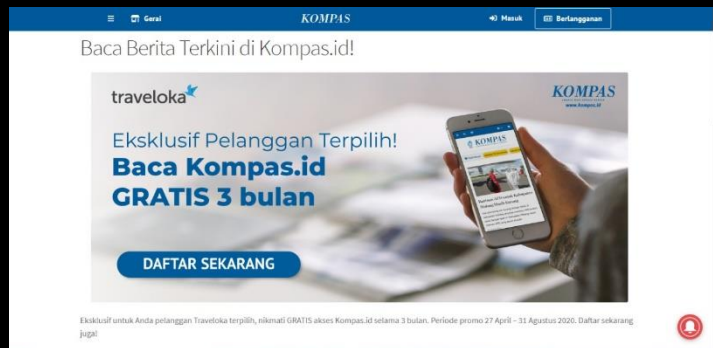 Gerai KOMPAS Masuk Berlangganan
Baca Berita Terkini di Kompas.id!
traveloka KOMPAS
www.kompas.id
Eksklusif Pelanggan Terpilih!
Baca Kompas.id
GRATIS 3 bulan
KOMPAS
DAFTAR SEKARANG
Eksklusif untuk Anda pelanggan Traveloka terpilih, nikmati GRATIS akses Kompas.id selama 3 bulan. Periode promo 27 April – 31 Agustus 2020. Daftar sekarang
juga!